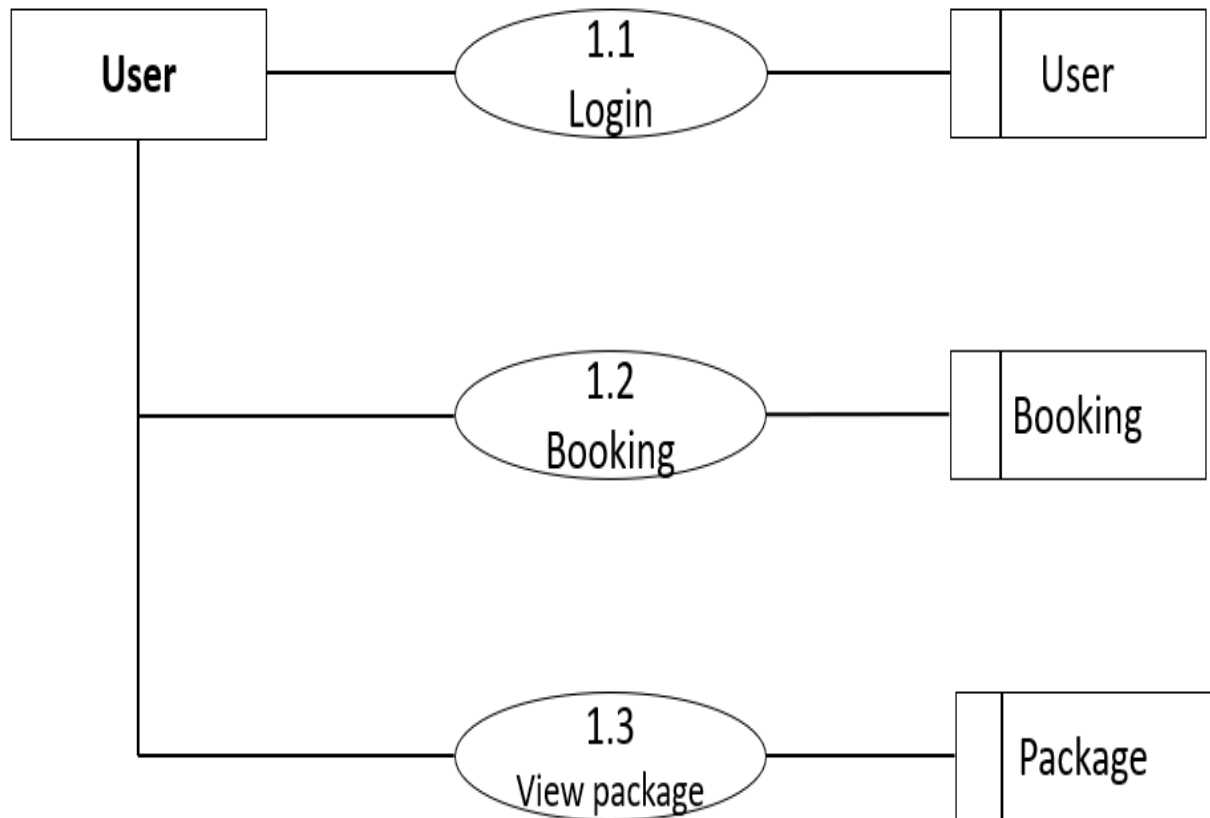 User
1.1
Login
User
1.2
Booking
Booking
1.3
View package
Package